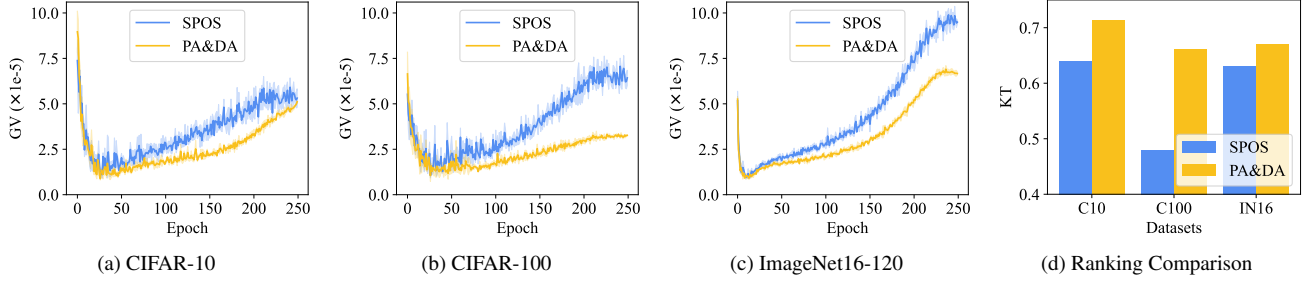 10.0
7.5
5.0
2.5
0.0
GV (×1e-5)
SPOS
PA&DA
0 50 100 150 200 250
Epoch
(a) CIFAR-10
10.0
7.5
5.0
2.5
0.0
GV (×1e-5)
SPOS
PA&DA
0 50 100 150 200 250
Epoch
(b) CIFAR-100
10.0
7.5
5.0
2.5
0.0
GV (×1e-5)
SPOS
PA&DA
0 50 100 150 200 250
Epoch
(c) ImageNet16-120
0.7
0.6
0.5
0.4
KT
SPOS
PA&DA
C10 C100 IN16
Datasets
(d) Ranking Comparison